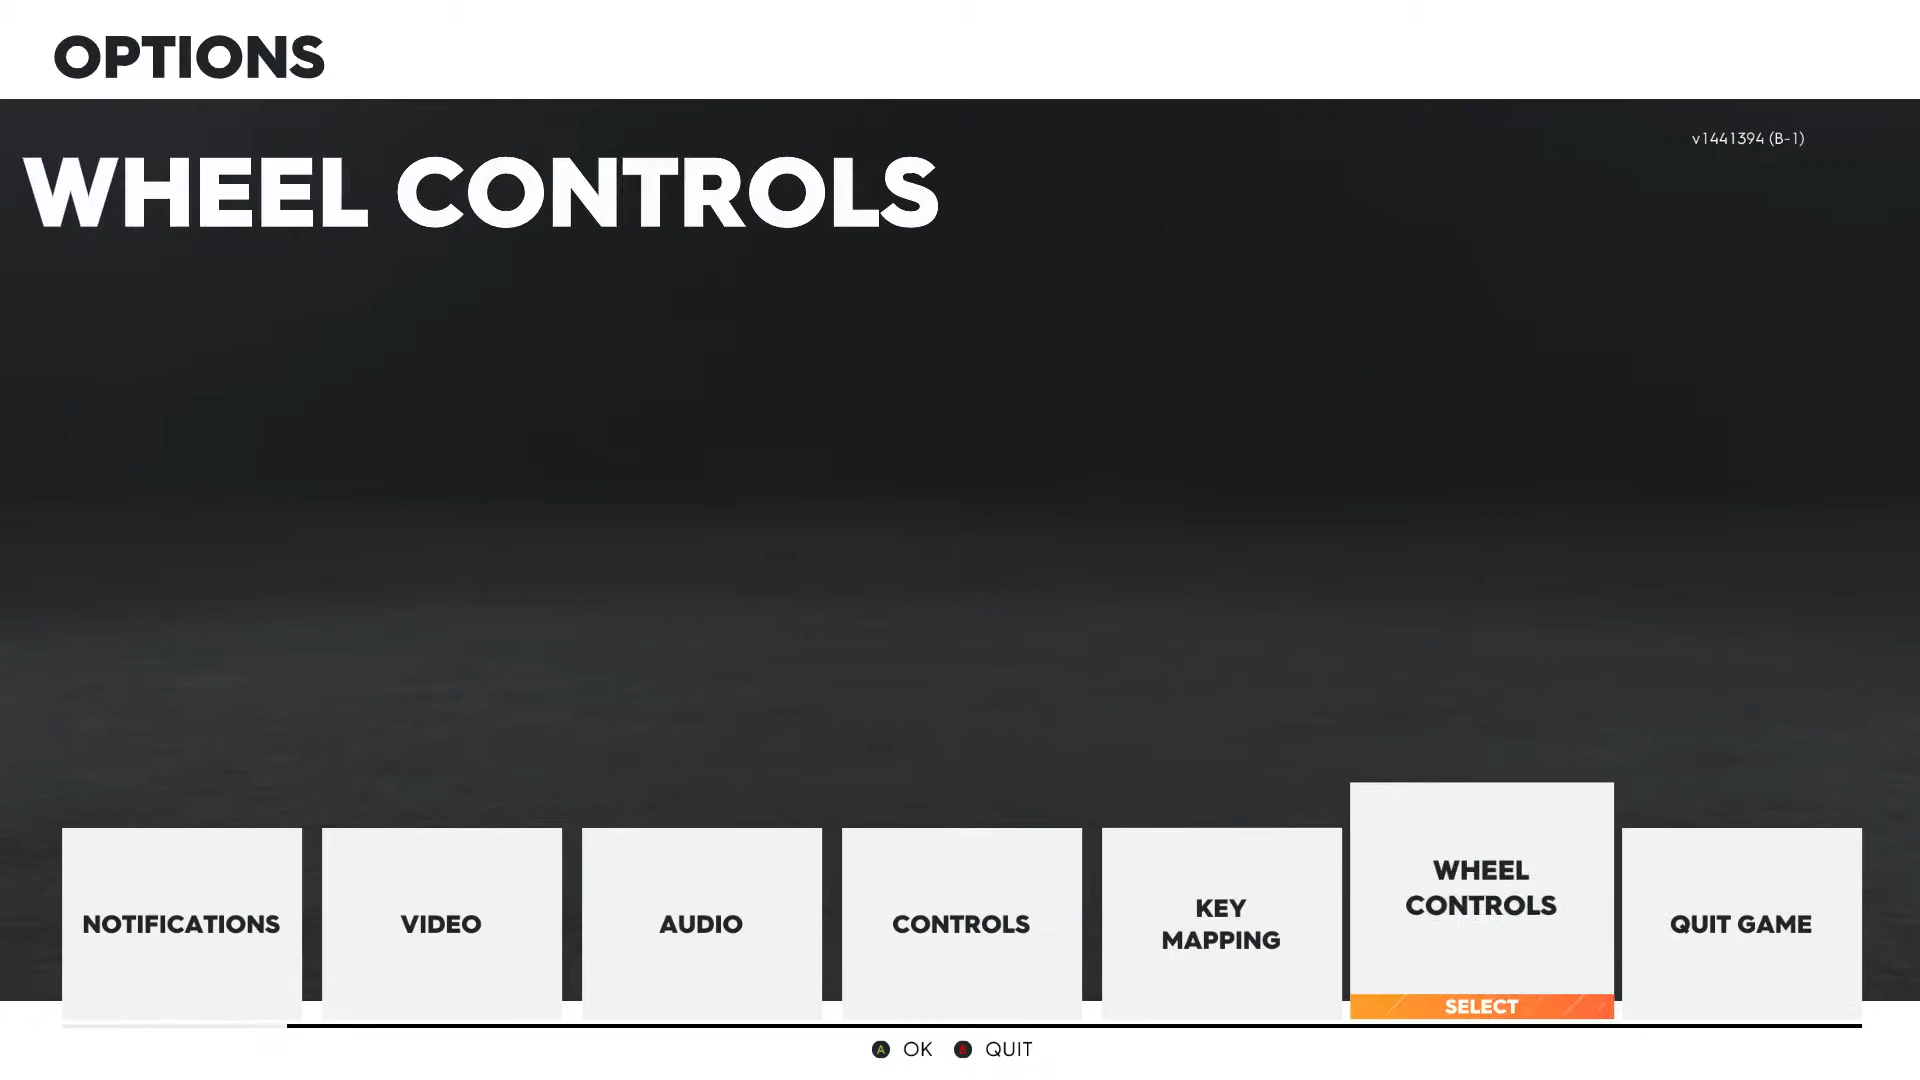 OPTIONS
v1441394 (B-1)
WHEEL CONTROLS
NOTIFICATIONS
VIDEO
AUDIO
CONTROLS
KEY
MAPPING
WHEEL
CONTROLS
SELECT
QUIT GAME
A OK B QUIT